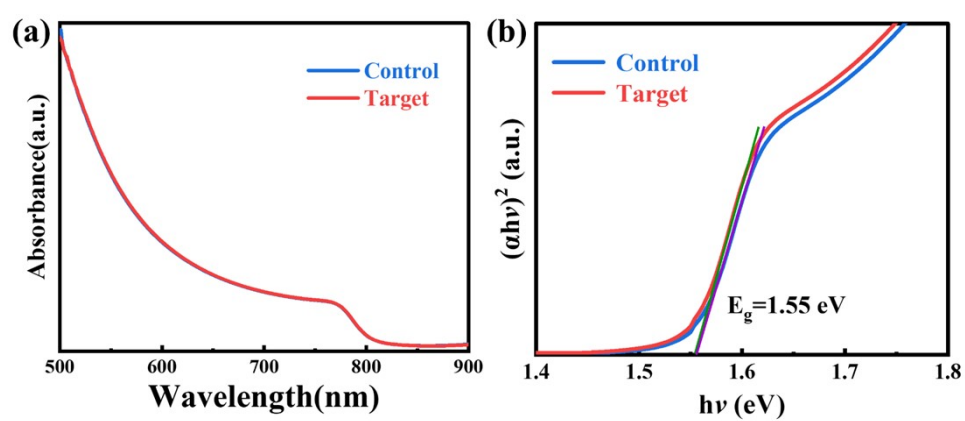 (a)
Control
Target
Absorbance(a.u.)
500 600 700 800 900
Wavelength(nm)
(b)
Control
Target
(αhν)² (a.u.)
E_g=1.55 eV
1.4 1.5 1.6 1.7 1.8
hν (eV)